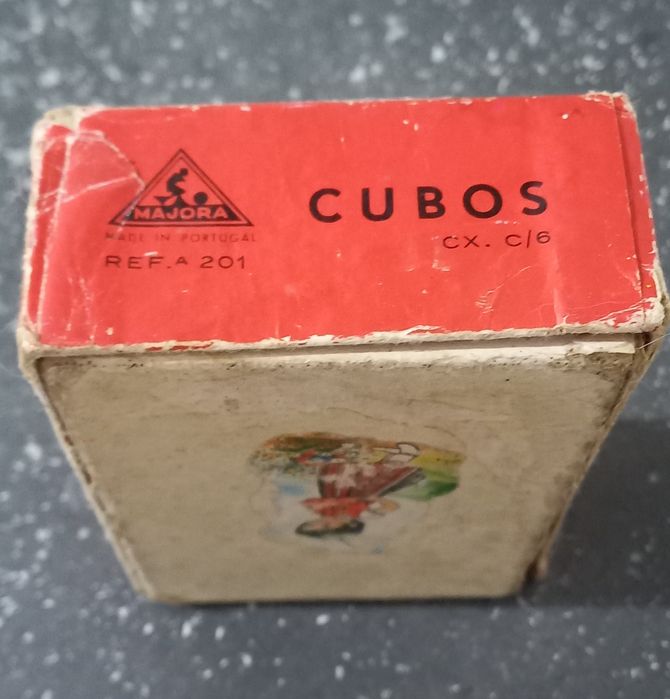 MAJORA
MADE IN PORTUGAL
REF.ª 201
CUBOS
CX. C/6